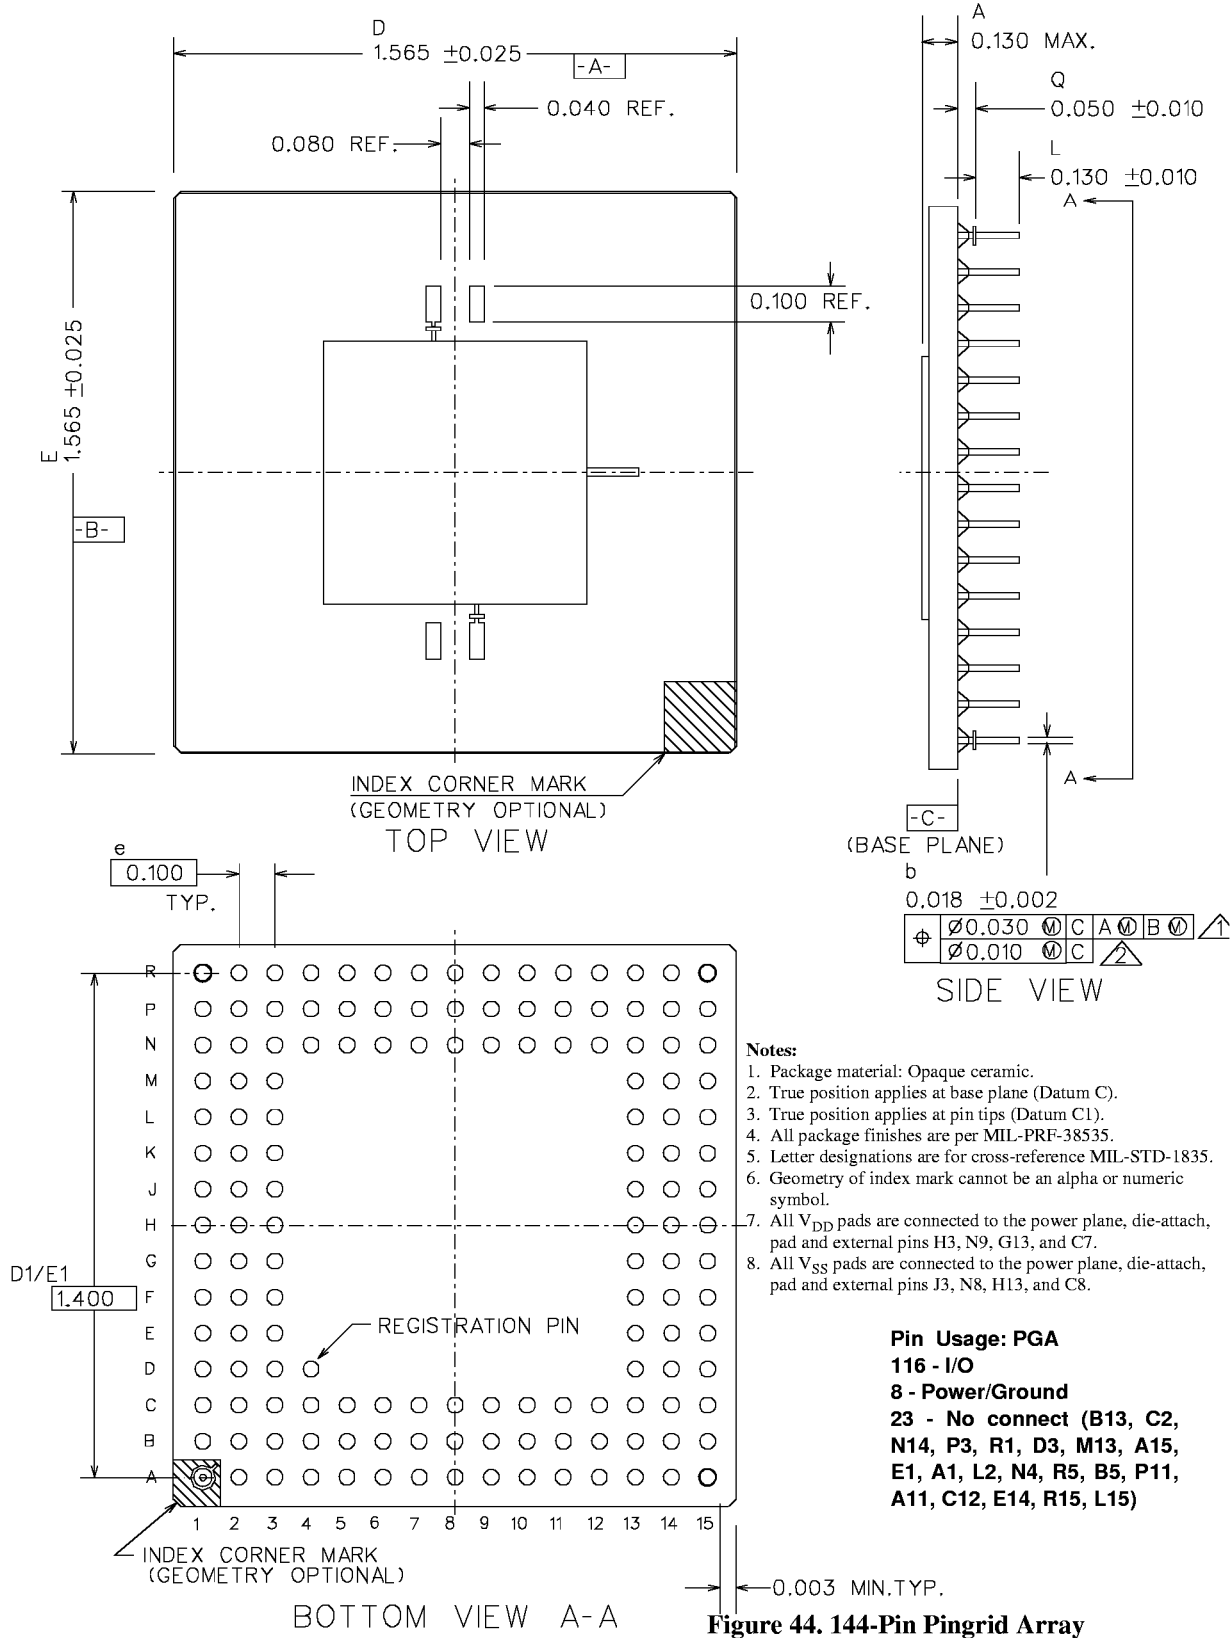 D
1.565 ±0.025
-A-
0.040 REF.
0.080 REF.
E
1.565 ±0.025
-B-
0.100 REF.
INDEX CORNER MARK
(GEOMETRY OPTIONAL)
TOP VIEW
A
0.130 MAX.
Q
0.050 ±0.010
L
0.130 ±0.010
A
A
-C-
(BASE PLANE)
b
0.018 ±0.002
⌖ Ø0.030 Ⓜ C A Ⓜ B Ⓜ 1
Ø0.010 Ⓜ C 2
SIDE VIEW
e
0.100
TYP.
R
P
N
M
L
K
J
H
G
F
E
D
C
B
A
D1/E1
1.400
REGISTRATION PIN
1 2 3 4 5 6 7 8 9 10 11 12 13 14 15
INDEX CORNER MARK
(GEOMETRY OPTIONAL)
0.003 MIN.TYP.
BOTTOM VIEW A-A
Notes:
1. Package material: Opaque ceramic.
2. True position applies at base plane (Datum C).
3. True position applies at pin tips (Datum C1).
4. All package finishes are per MIL-PRF-38535.
5. Letter designations are for cross-reference MIL-STD-1835.
6. Geometry of index mark cannot be an alpha or numeric
symbol.
7. All VDD pads are connected to the power plane, die-attach,
pad and external pins H3, N9, G13, and C7.
8. All VSS pads are connected to the power plane, die-attach,
pad and external pins J3, N8, H13, and C8.
Pin Usage: PGA
116 - I/O
8 - Power/Ground
23 - No connect (B13, C2,
N14, P3, R1, D3, M13, A15,
E1, A1, L2, N4, R5, B5, P11,
A11, C12, E14, R15, L15)
Figure 44. 144-Pin Pingrid Array